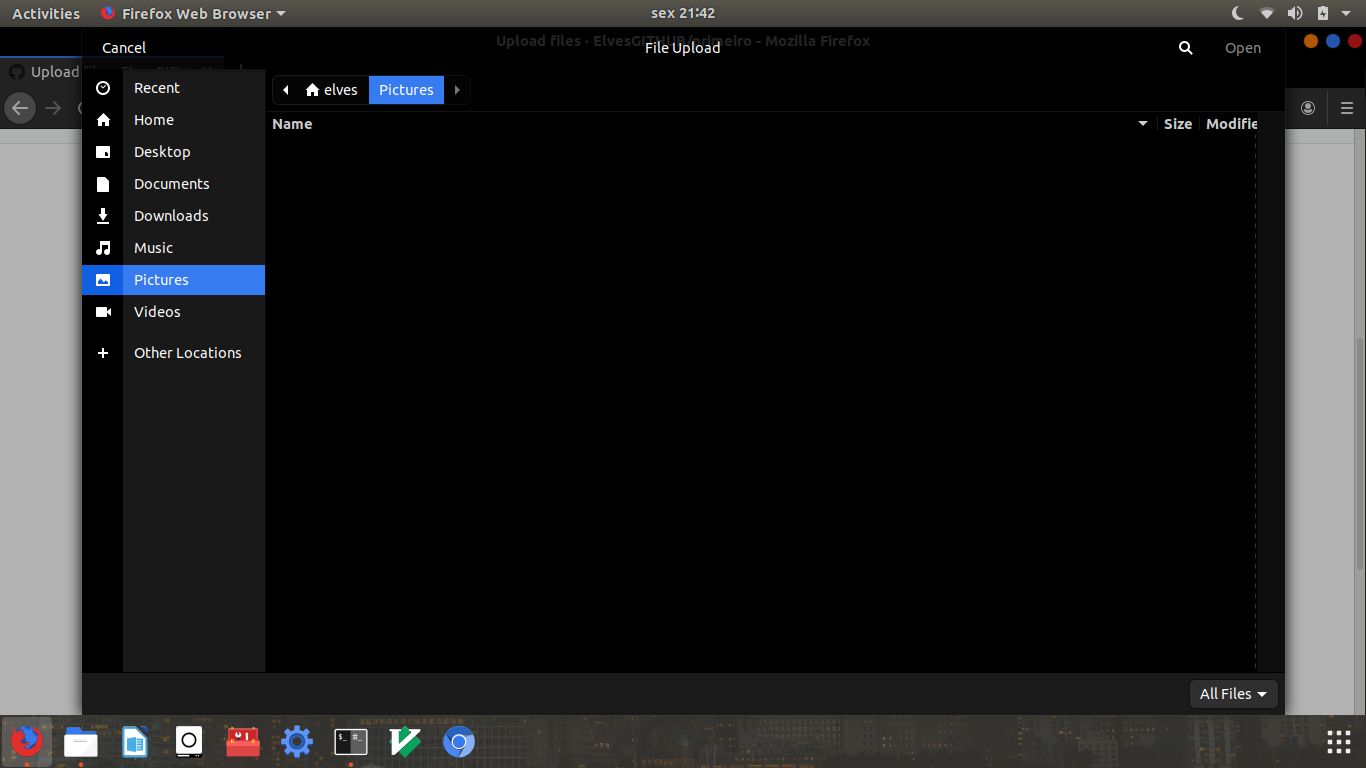 Activities Firefox Web Browser sex 21:42
Upload files · ElvesGITHUB/primeiro - Mozilla Firefox
Cancel File Upload Open
Upload
Recent
Home
Desktop
Documents
Downloads
Music
Pictures
Videos
Other Locations
elves Pictures
Name Size Modifie
All Files